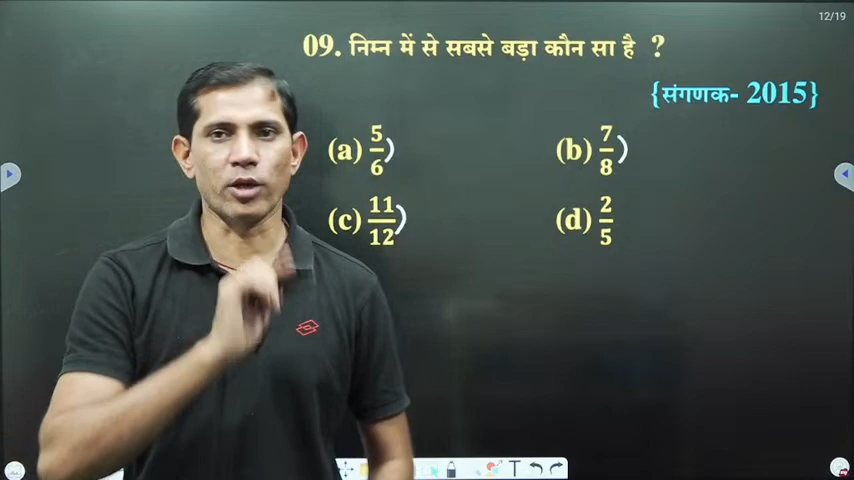 12/19
09. निम्न में से सबसे बड़ा कौन सा है ?
{संगणक- 2015}
(a) 5/6 (b) 7/8
(c) 11/12 (d) 2/5
T